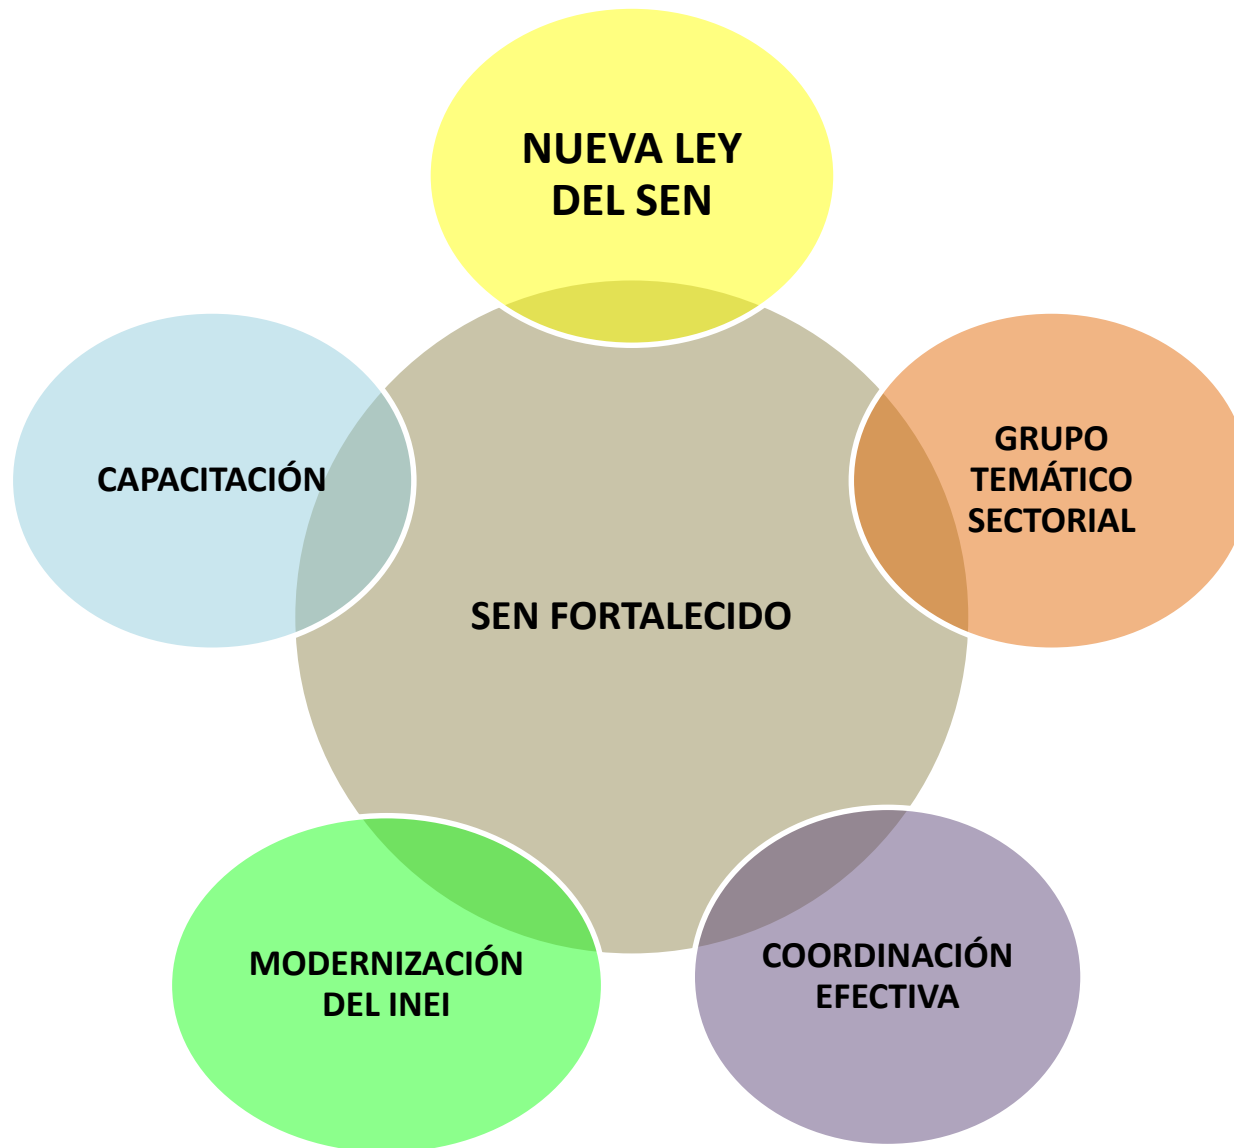 NUEVA LEY
DEL SEN
CAPACITACIÓN
GRUPO
TEMÁTICO
SECTORIAL
SEN FORTALECIDO
MODERNIZACIÓN
DEL INEI
COORDINACIÓN
EFECTIVA